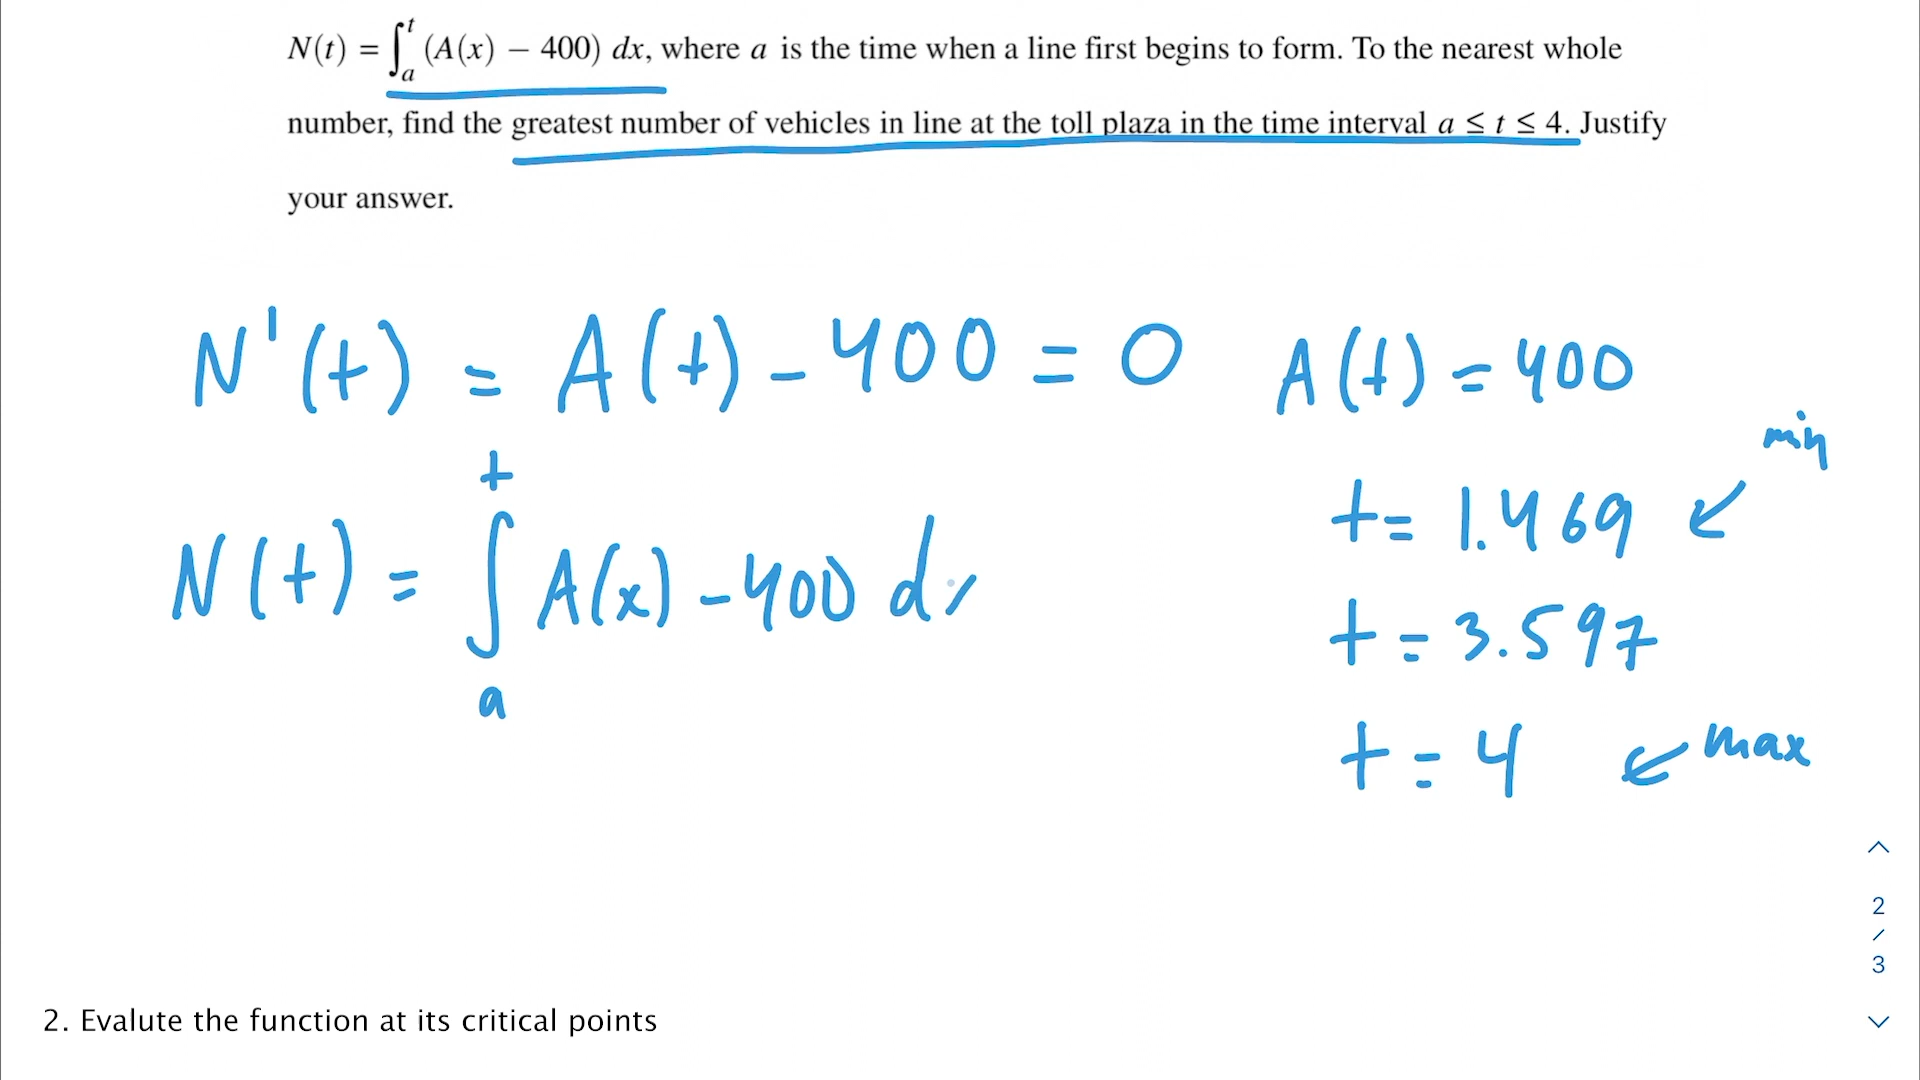 N(t) = ∫ₐᵗ (A(x) − 400) dx, where a is the time when a line first begins to form. To the nearest whole
number, find the greatest number of vehicles in line at the toll plaza in the time interval a ≤ t ≤ 4. Justify
your answer.
N'(t) = A(t) - 400 = 0 A(t) = 400
min
t = 1.469
N(t) = ∫ₐᵗ A(x) - 400 d
t = 3.597
t = 4 max
2
/
3
2. Evalute the function at its critical points